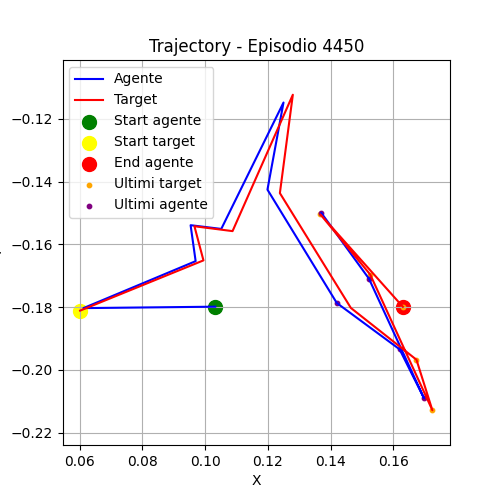 Trajectory - Episodio 4450
Agente
Target
Start agente
Start target
End agente
Ultimi target
Ultimi agente
−0.12
−0.14
−0.16
−0.18
−0.20
−0.22
0.06 0.08 0.10 0.12 0.14 0.16
X